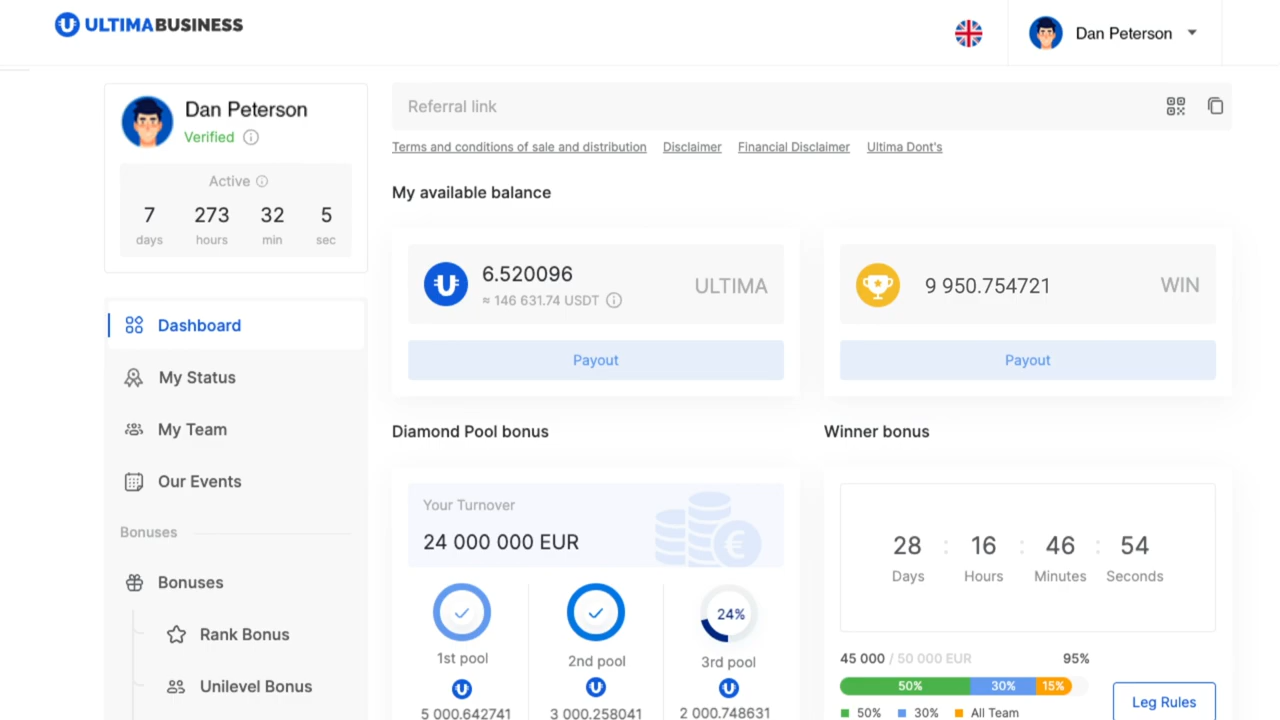 ULTIMABUSINESS
Dan Peterson
Dan Peterson
Verified
Active
7 273 32 5
days hours min sec
Dashboard
My Status
My Team
Our Events
Bonuses
Bonuses
Rank Bonus
Unilevel Bonus
Referral link
Terms and conditions of sale and distribution Disclaimer Financial Disclaimer Ultima Dont's
My available balance
6.520096
≈ 146 631.74 USDT
ULTIMA
Payout
9 950.754721
WIN
Payout
Diamond Pool bonus
Your Turnover
24 000 000 EUR
24%
1st pool 2nd pool 3rd pool
5 000.642741 3 000.258041 2 000.748631
Winner bonus
28 : 16 : 46 : 54
Days Hours Minutes Seconds
45 000 / 50 000 EUR 95%
50% 30% 15%
50% 30% All Team
Leg Rules